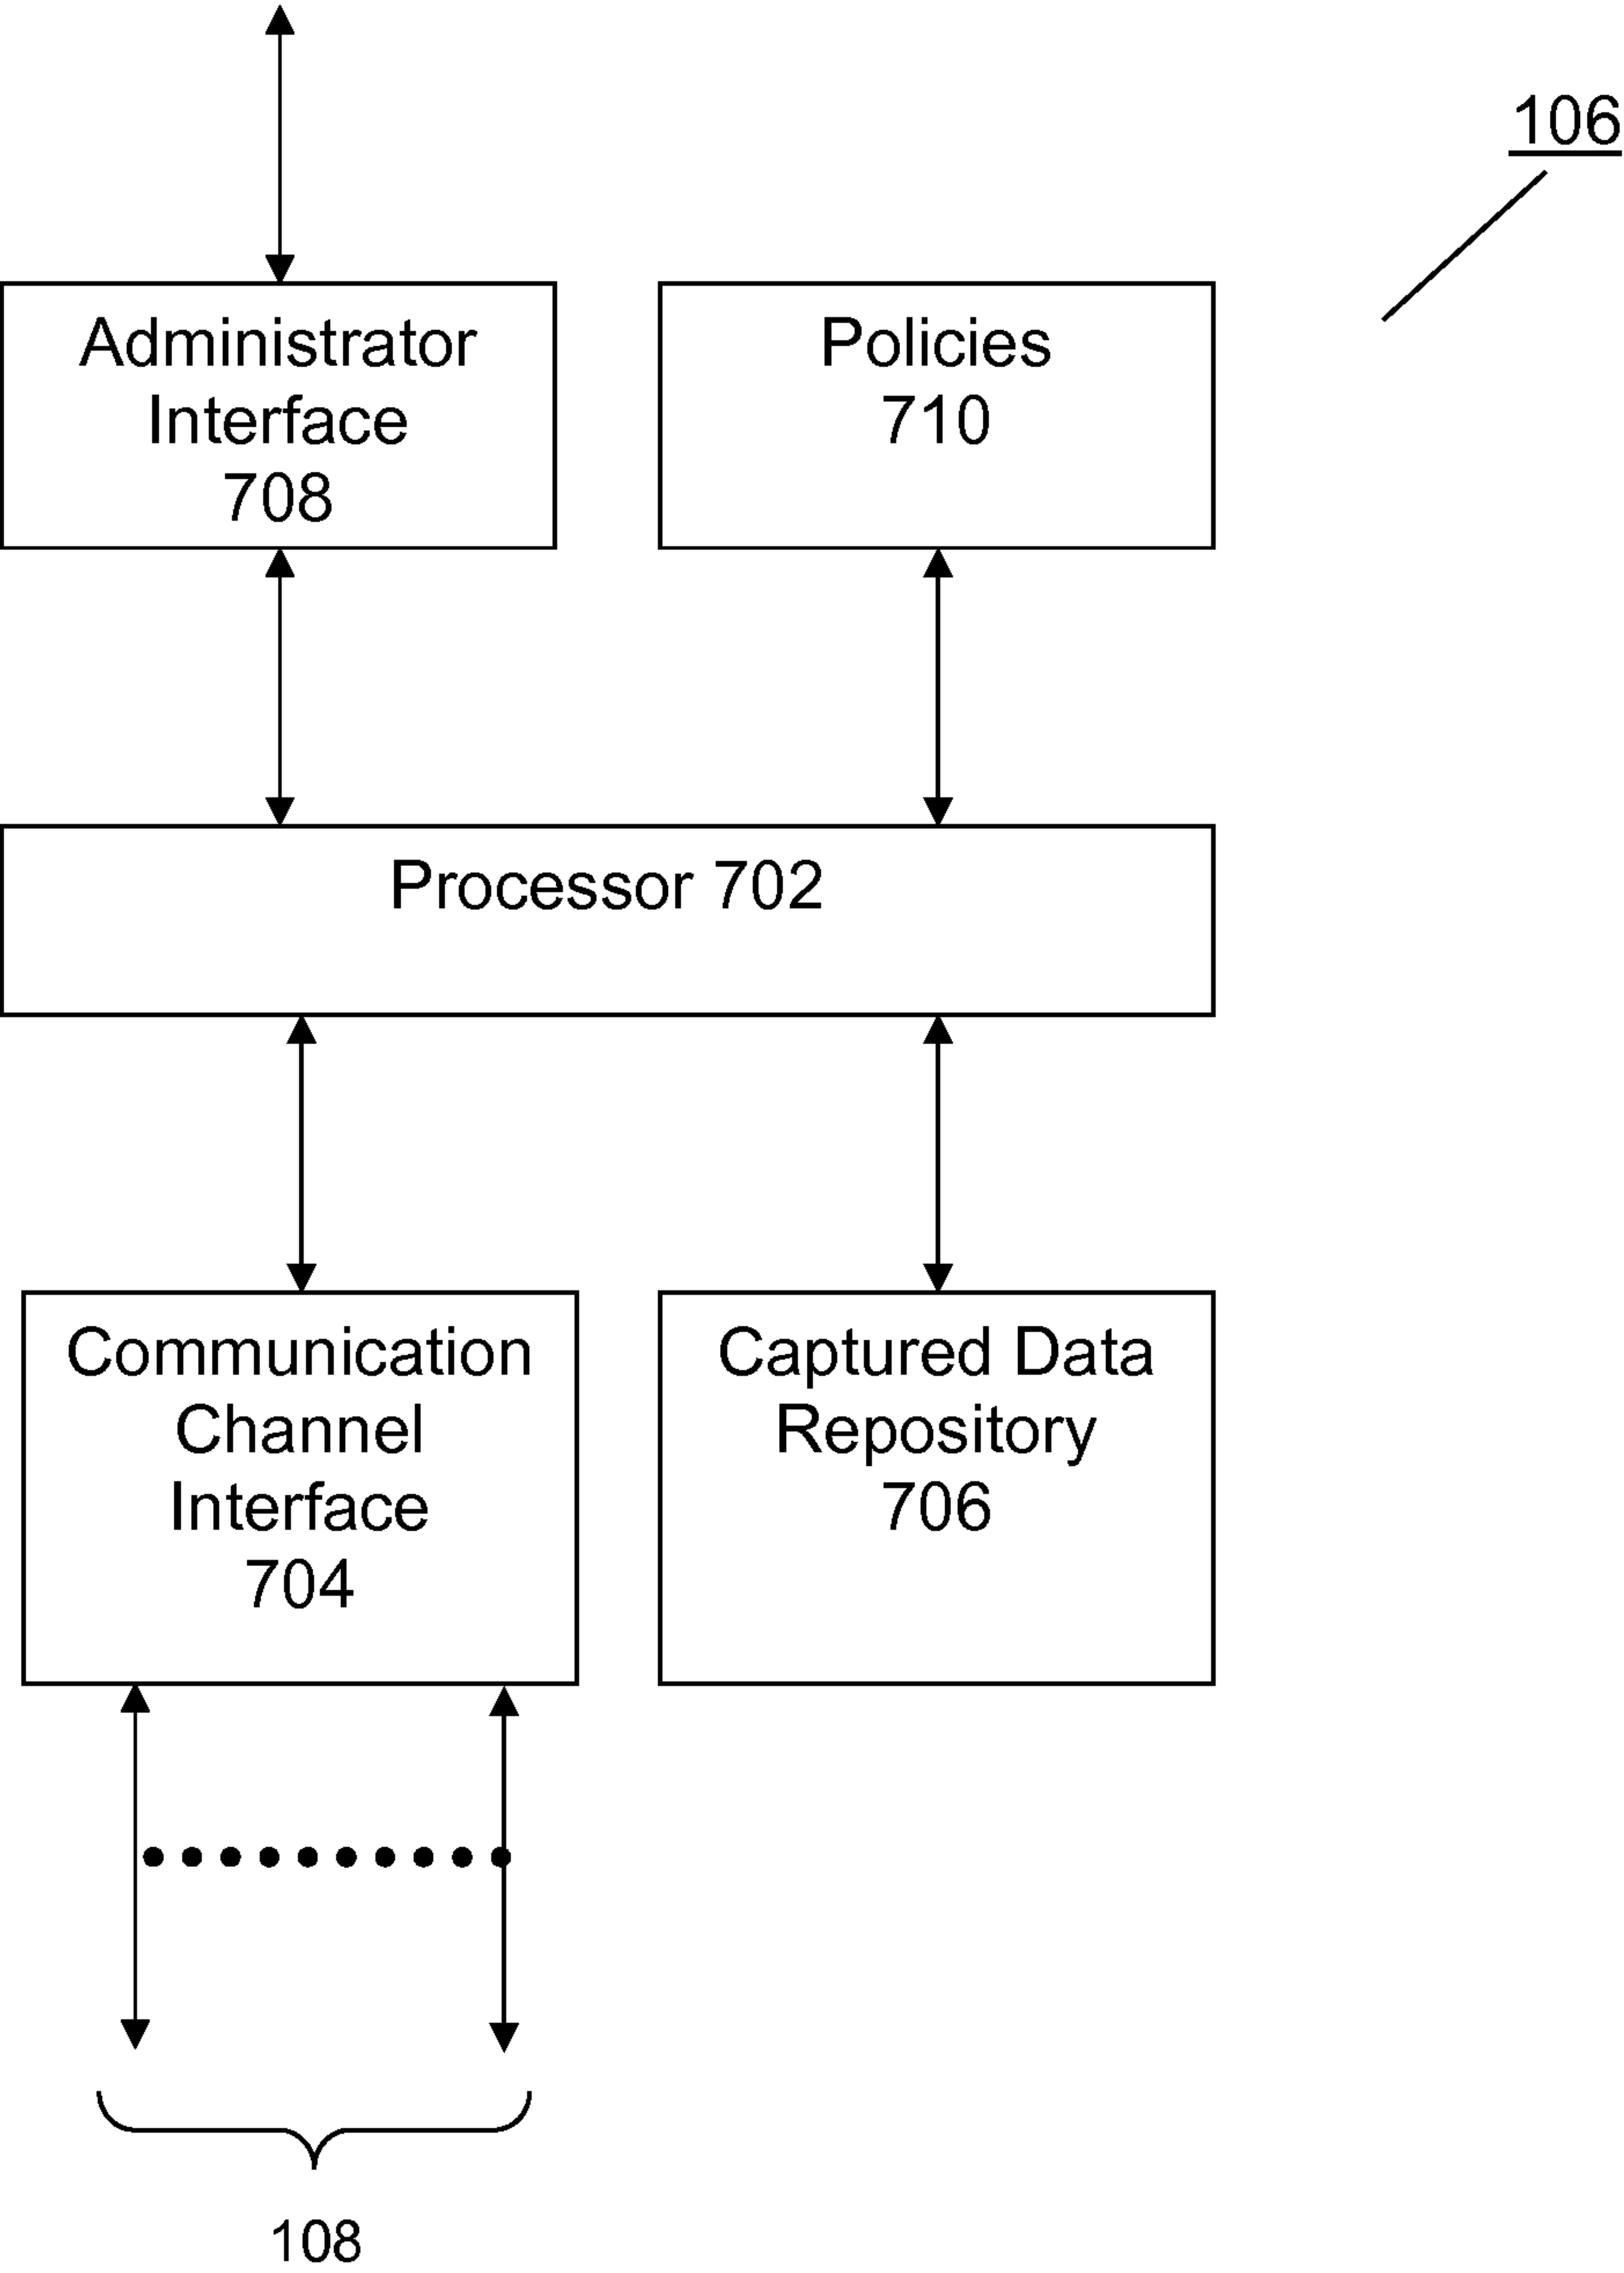 106
Administrator
Interface
708
Policies
710
Processor 702
Communication
Channel
Interface
704
Captured Data
Repository
706
108